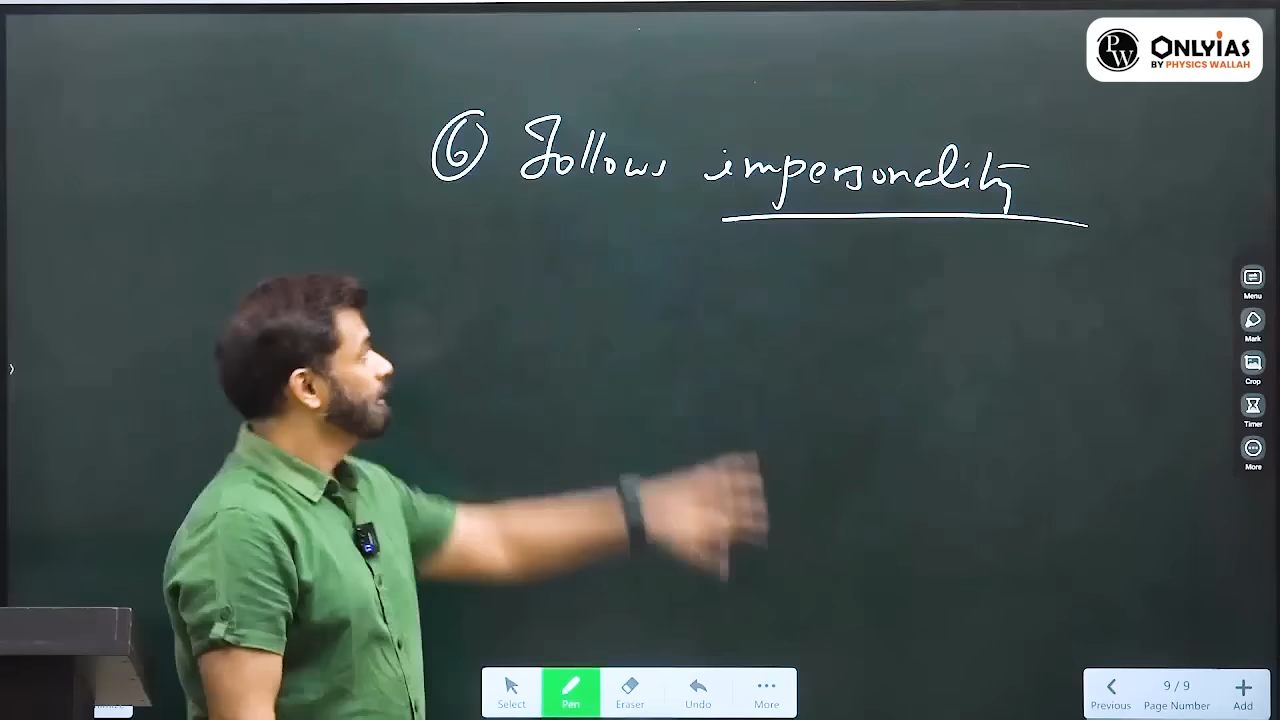 PW ONLYIAS
BY PHYSICS WALLAH
6 Follows impersonality
Menu
Mark
Crop
Timer
More
Select
Pen
Eraser
Undo
More
9 / 9
Previous
Page Number
Add